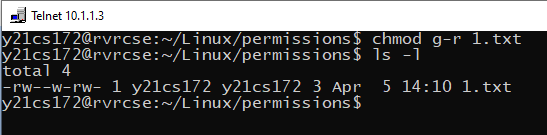 Telnet 10.1.1.3
y21cs172@rvrcse:~/Linux/permissions$ chmod g-r 1.txt
y21cs172@rvrcse:~/Linux/permissions$ ls -l
total 4
-rw--w-rw- 1 y21cs172 y21cs172 3 Apr  5 14:10 1.txt
y21cs172@rvrcse:~/Linux/permissions$